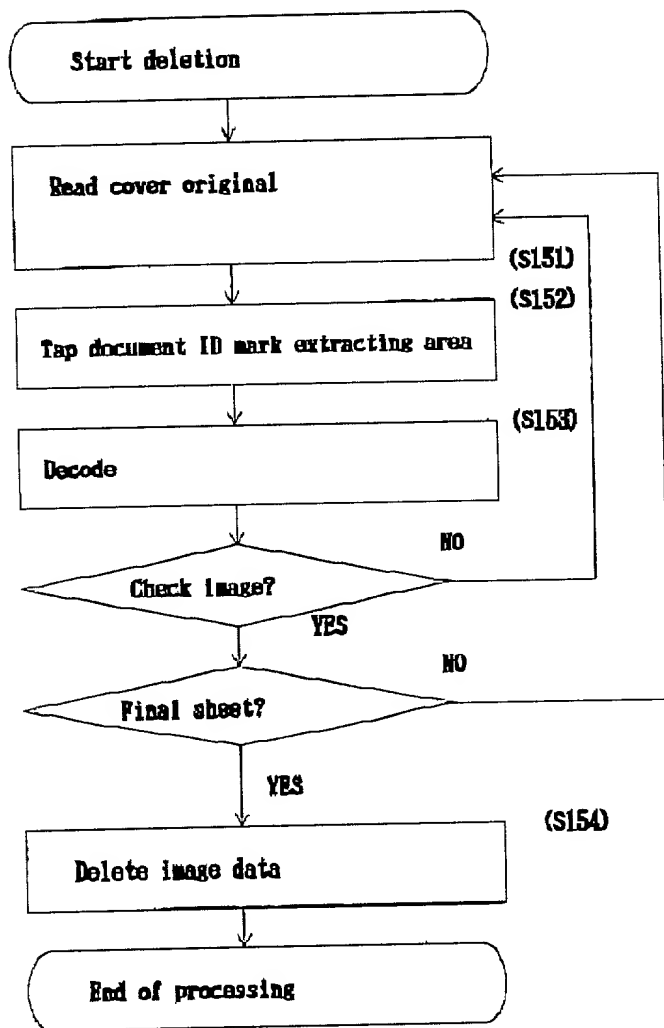 Start deletion
Read cover original
(S151)
(S152)
Tap document ID mark extracting area
(S153)
Decode
NO
Check image?
YES
NO
Final sheet?
YES
(S154)
Delete image data
End of processing